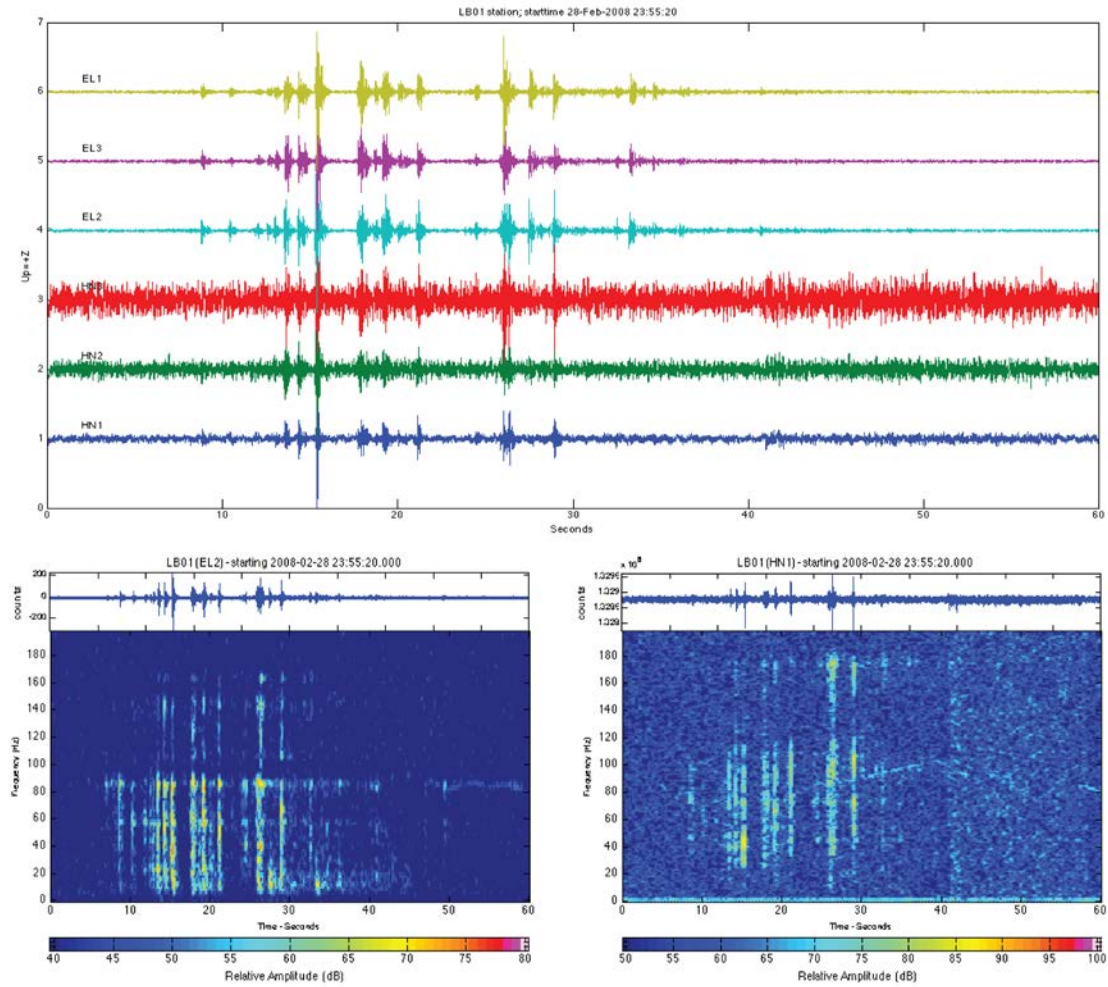 LB01 station; starttime 28-Feb-2008 23:55:20
7
EL1
6
EL3
5
EL2
4
Up=+Z
3
HN2
2
HN1
1
0
0 10 20 30 40 50 60
Seconds
LB01(EL2) - starting 2008-02-28 23:55:20.000
200
0
-200
counts
180
160
140
120
100
80
60
40
20
0
Frequency (Hz)
0 10 20 30 40 50 60
Time - Seconds
40 45 50 55 60 65 70 75 80
Relative Amplitude (dB)
LB01(HN1) - starting 2008-02-28 23:55:20.000
counts
180
160
140
120
100
80
60
40
20
0
Frequency (Hz)
0 10 20 30 40 50 60
Time - Seconds
50 55 60 65 70 75 80 85 90 95 100
Relative Amplitude (dB)